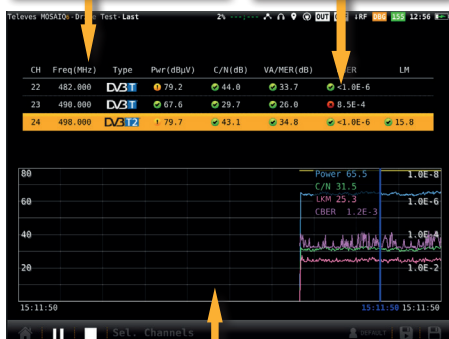 Televes MOSAIQ6 Drive Test·Last 2% ---:--- OUT RF DBG 155 12:56
CH Freq(MHz) Type Pwr(dBµV) C/N(dB) VA/MER(dB) LM
22 482.000 DVB T 79.2 44.0 33.7 <1.0E-6
23 490.000 DVB T 67.6 29.7 26.0 8.5E-4
24 498.000 DVB T2 79.7 43.1 34.8 <1.0E-6 15.8
80 Power 65.5 1.0E-8
C/N 31.5
60 LKM 25.3 1.0E-6
CBER 1.2E-3
40 1.0E-4
20 1.0E-2
15:11:50 15:11:50 15:11:50
Sel. Channels DEFAULT